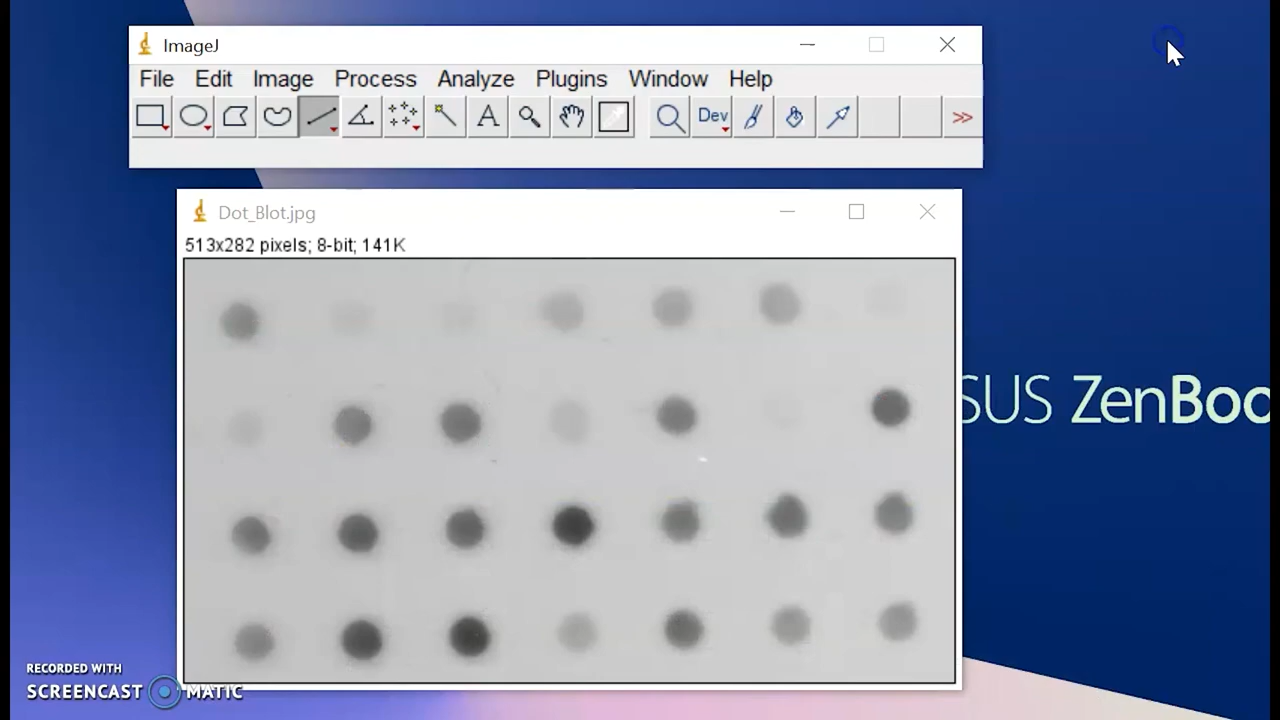 ImageJ
File Edit Image Process Analyze Plugins Window Help
A Dev >>
Dot_Blot.jpg
513x282 pixels; 8-bit; 141K
SUS ZenBoo
RECORDED WITH
SCREENCAST MATIC